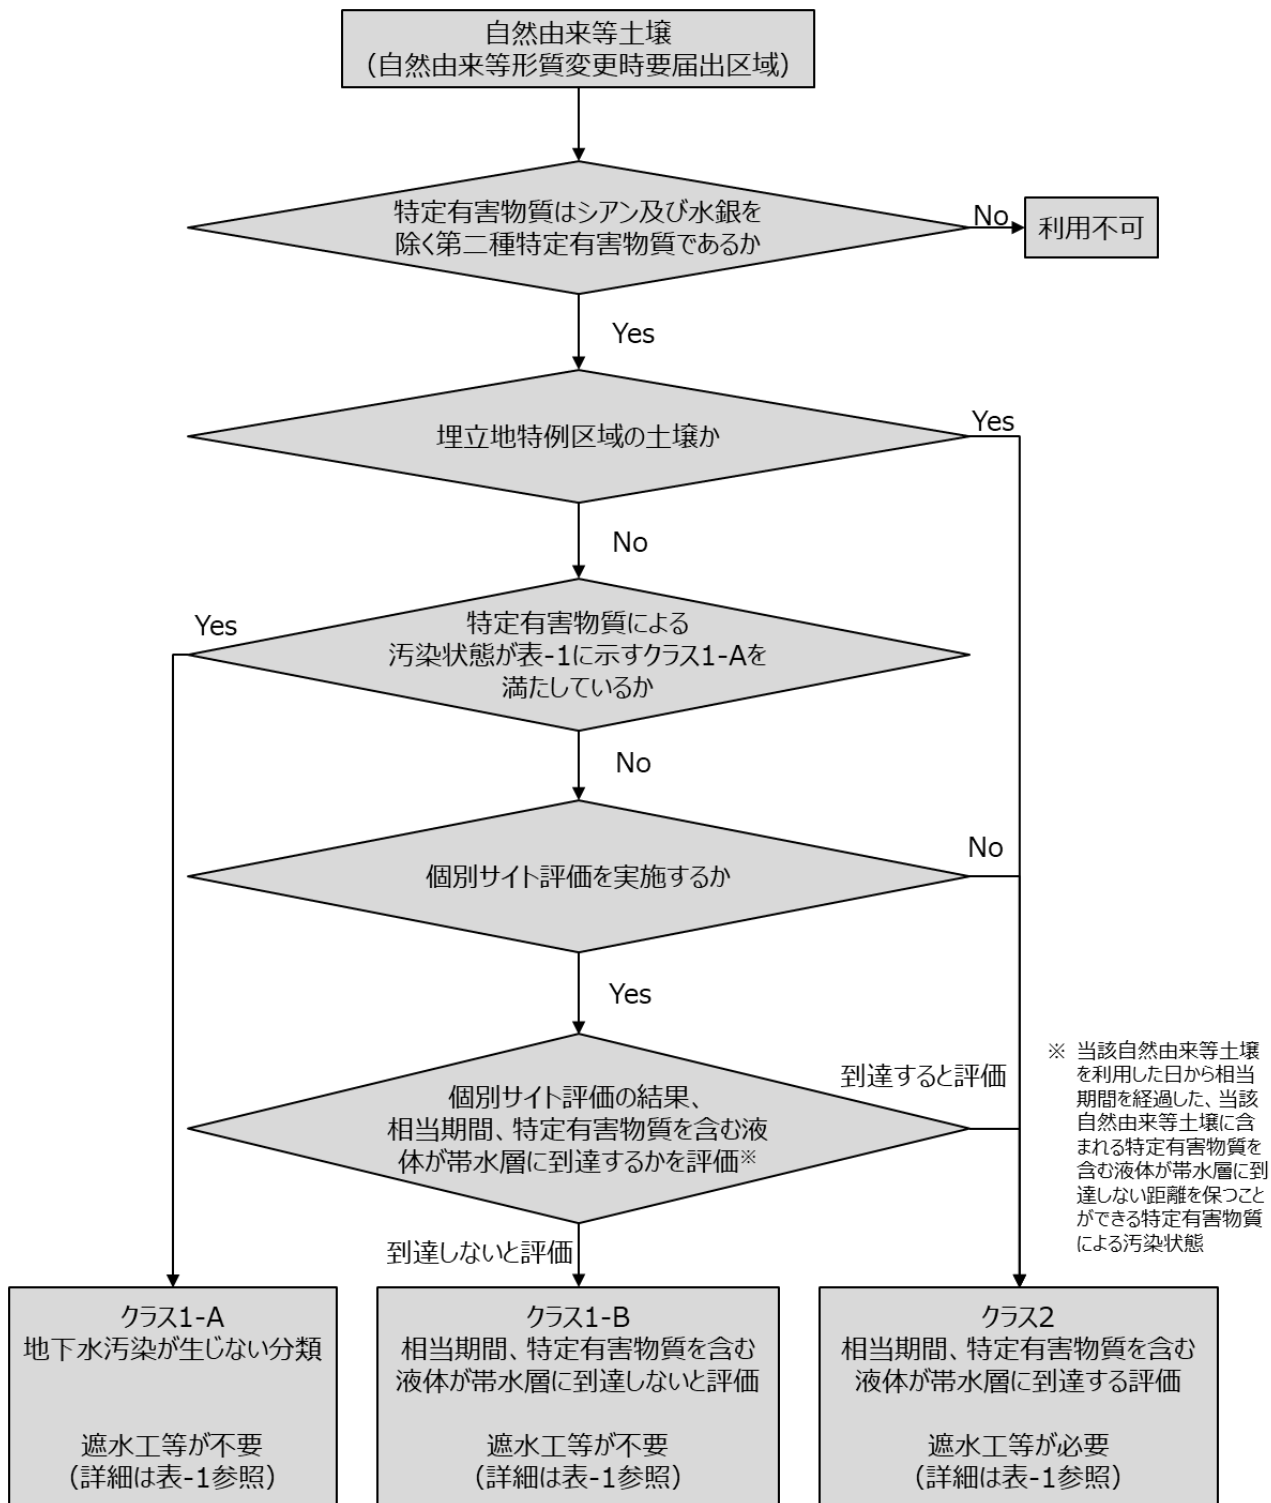 自然由来等土壌
（自然由来等形質変更時要届出区域）
特定有害物質はシアン及び水銀を
除く第二種特定有害物質であるか
No
利用不可
Yes
埋立地特例区域の土壌か
Yes
No
特定有害物質による
汚染状態が表-1に示すクラス1-Aを
満たしているか
Yes
No
個別サイト評価を実施するか
No
Yes
個別サイト評価の結果、
相当期間、特定有害物質を含む液
体が帯水層に到達するかを評価※
到達すると評価
到達しないと評価
※ 当該自然由来等土壌
を利用した日から相当
期間を経過した、当該
自然由来等土壌に含
まれる特定有害物質を
含む液体が帯水層に到
達しない距離を保つこと
ができる特定有害物質
による汚染状態
クラス1-A
地下水汚染が生じない分類
遮水工等が不要
（詳細は表-1参照）
クラス1-B
相当期間、特定有害物質を含む
液体が帯水層に到達しないと評価
遮水工等が不要
（詳細は表-1参照）
クラス2
相当期間、特定有害物質を含む
液体が帯水層に到達する評価
遮水工等が必要
（詳細は表-1参照）